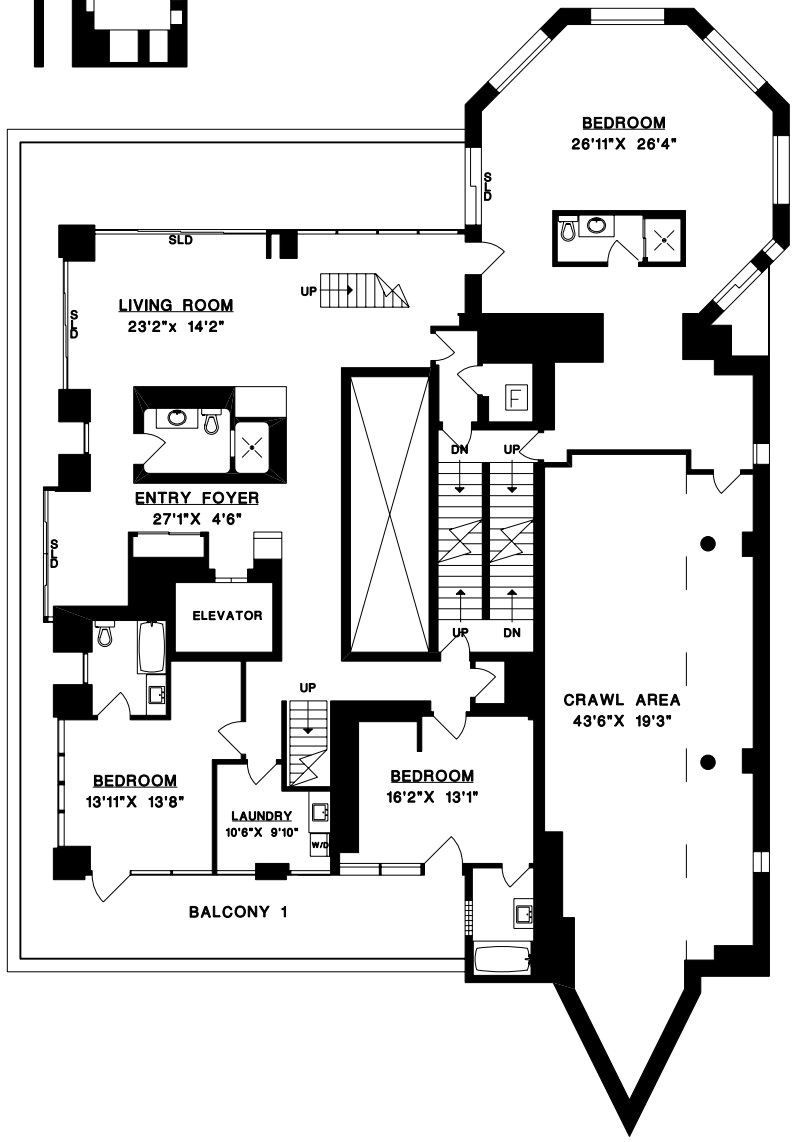 BEDROOM
26'11"X 26'4"
SLD
SLD
UP
LIVING ROOM
23'2"x 14'2"
SLD
F
DN
UP
ENTRY FOYER
27'1"X 4'6"
SLD
ELEVATOR
UP
DN
UP
CRAWL AREA
43'6"X 19'3"
BEDROOM
13'11"X 13'8"
BEDROOM
16'2"X 13'1"
LAUNDRY
10'6"X 9'10"
W/D
BALCONY 1